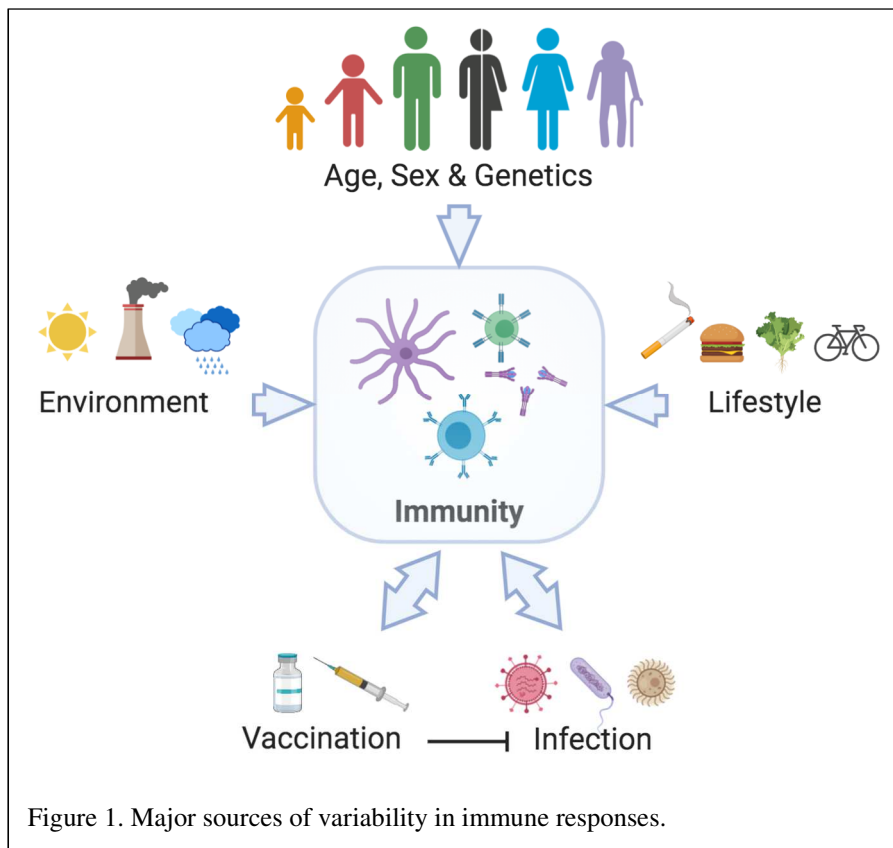 Age, Sex & Genetics
Environment
Lifestyle
Immunity
Vaccination
Infection
Figure 1. Major sources of variability in immune responses.